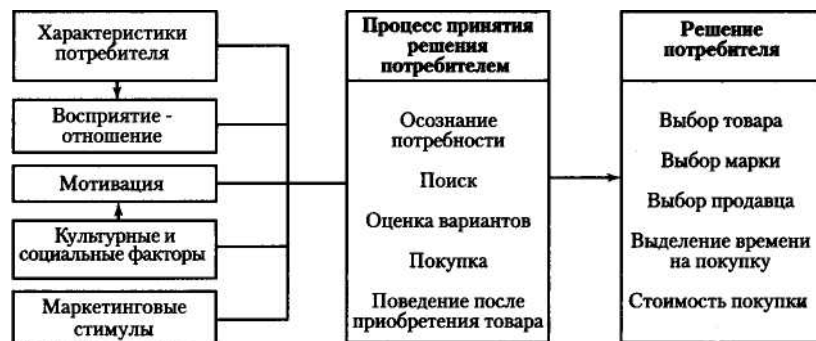 Характеристики
потребителя
Восприятие -
отношение
Мотивация
Культурные и
социальные факторы
Маркетинговые
стимулы
Процесс принятия
решения
потребителем
Осознание
потребности
Поиск
Оценка вариантов
Покупка
Поведение после
приобретения товара
Решение
потребителя
Выбор товара
Выбор марки
Выбор продавца
Выделение времени
на покупку
Стоимость покупки